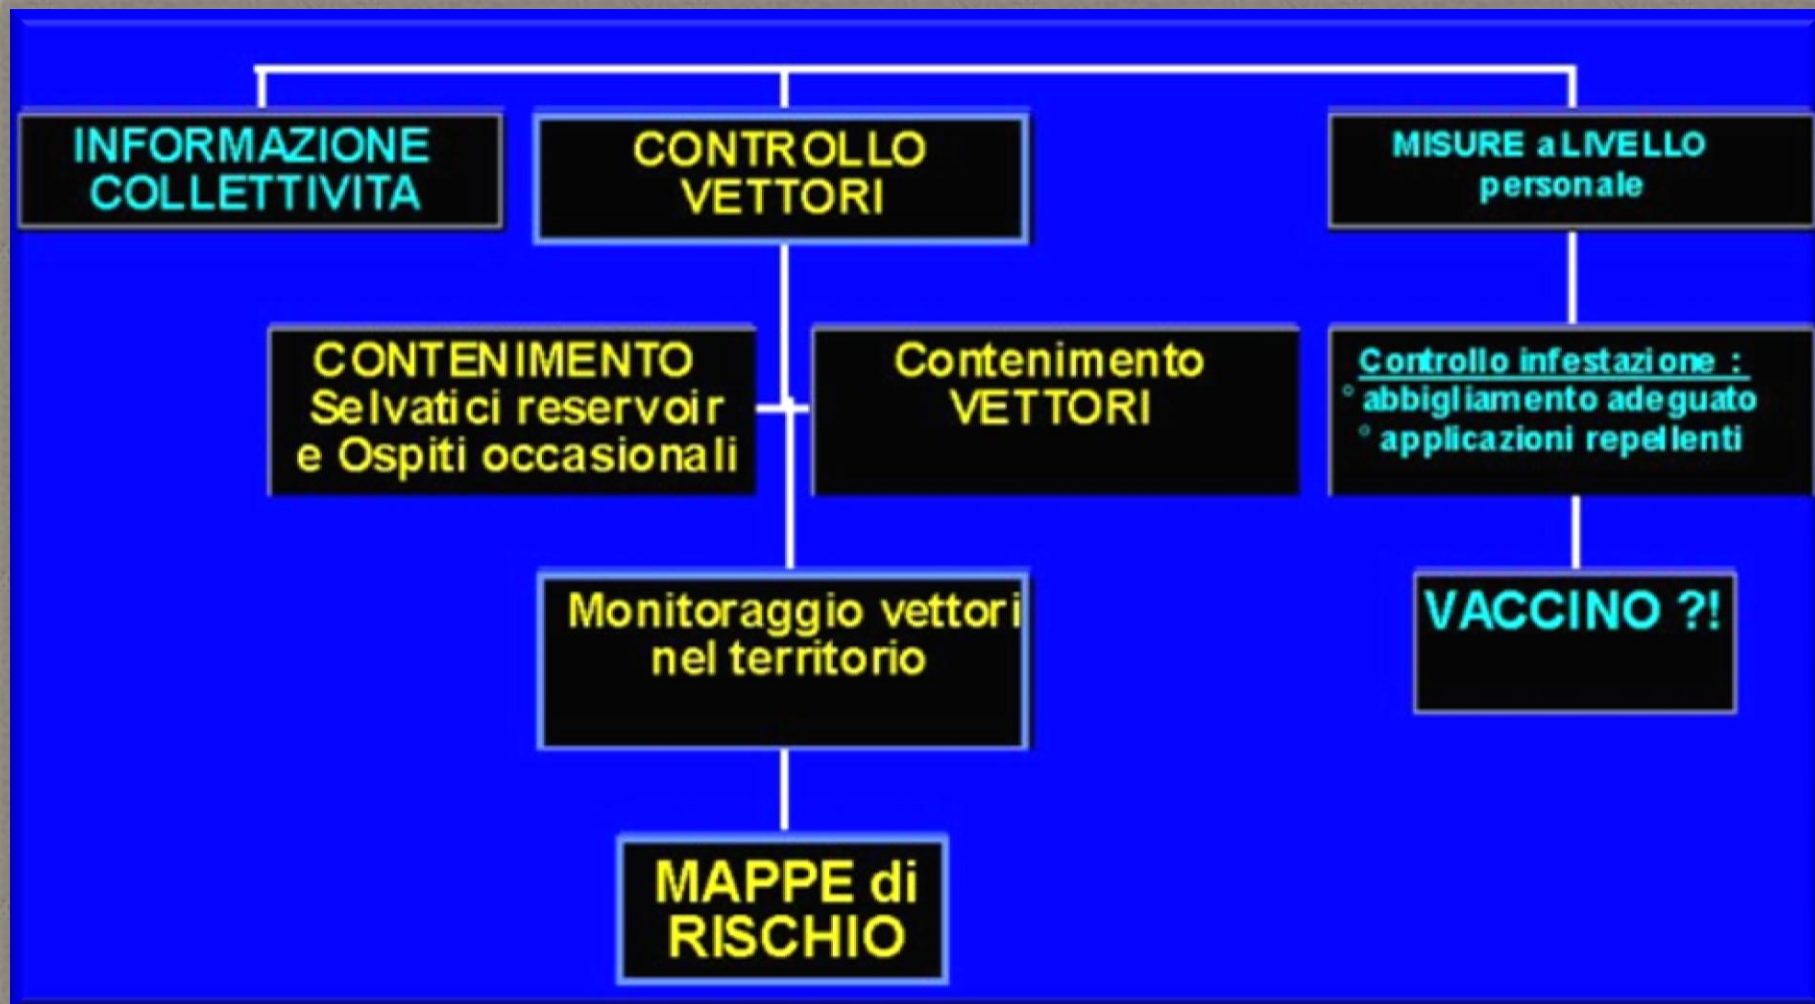 INFORMAZIONE
COLLETTIVITA
CONTROLLO
VETTORI
MISURE a LIVELLO
personale
CONTENIMENTO
Selvatici reservoir
e Ospiti occasionali
Contenimento
VETTORI
Controllo infestazione :
° abbigliamento adeguato
° applicazioni repellenti
Monitoraggio vettori
nel territorio
VACCINO ?!
MAPPE di
RISCHIO